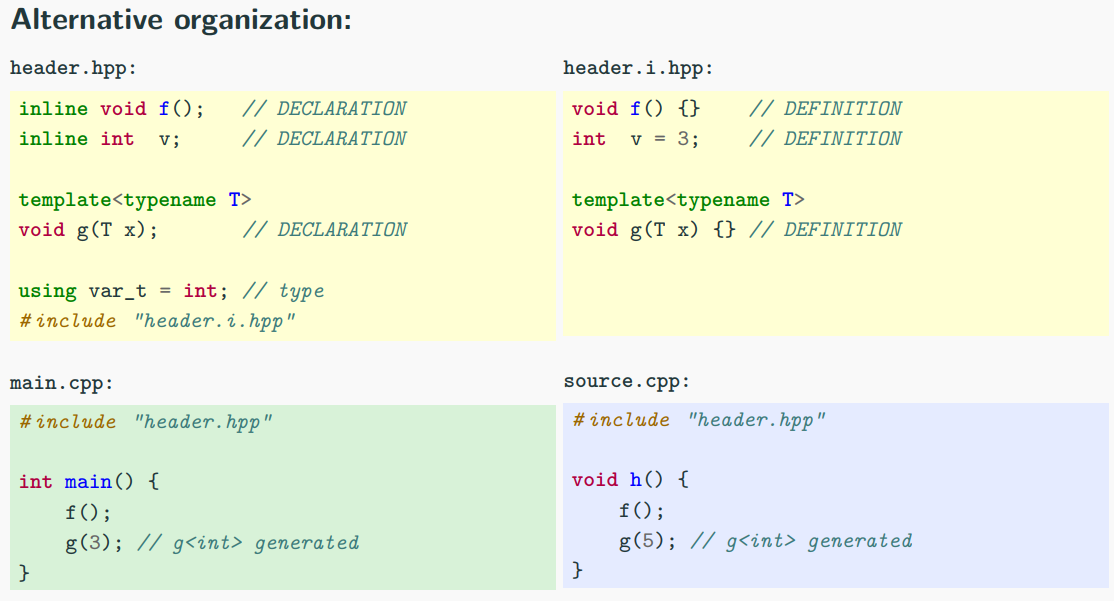 Alternative organization:
header.hpp:
inline void f();   // DECLARATION
inline int  v;     // DECLARATION
template<typename T>
void g(T x);       // DECLARATION
using var_t = int; // type
#include "header.i.hpp"
header.i.hpp:
void f() {}    // DEFINITION
int  v = 3;    // DEFINITION
template<typename T>
void g(T x) {} // DEFINITION
main.cpp:
#include "header.hpp"
int main() {
    f();
    g(3); // g<int> generated
}
source.cpp:
#include "header.hpp"
void h() {
    f();
    g(5); // g<int> generated
}